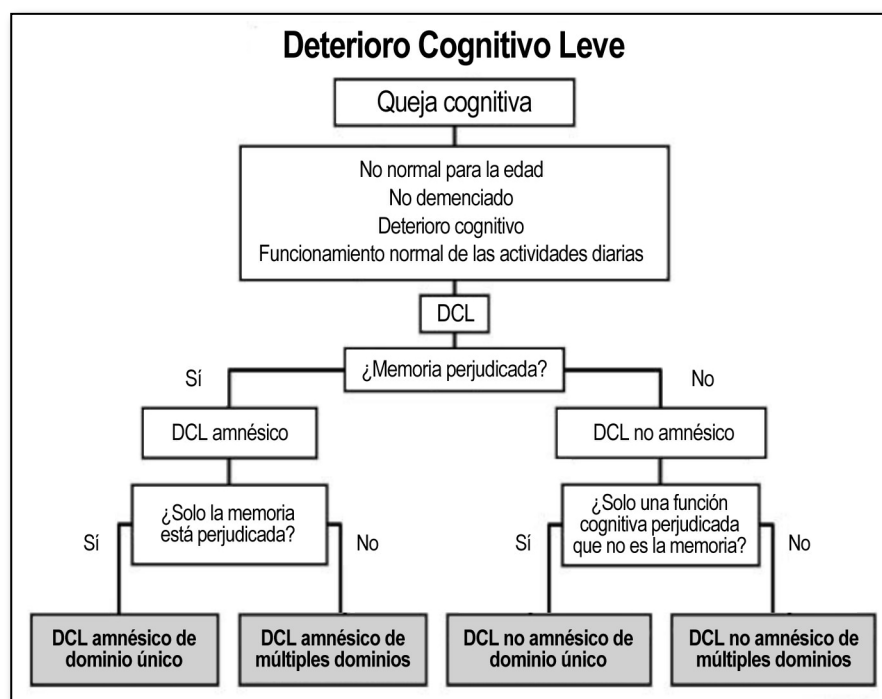 Deterioro Cognitivo Leve
Queja cognitiva
No normal para la edad
No demenciado
Deterioro cognitivo
Funcionamiento normal de las actividades diarias
DCL
¿Memoria perjudicada?
Sí
No
DCL amnésico
DCL no amnésico
¿Solo la memoria
está perjudicada?
Sí
No
¿Solo una función
cognitiva perjudicada
que no es la memoria?
Sí
No
DCL amnésico de
dominio único
DCL amnésico de
múltiples dominios
DCL no amnésico de
dominio único
DCL no amnésico de
múltiples dominios